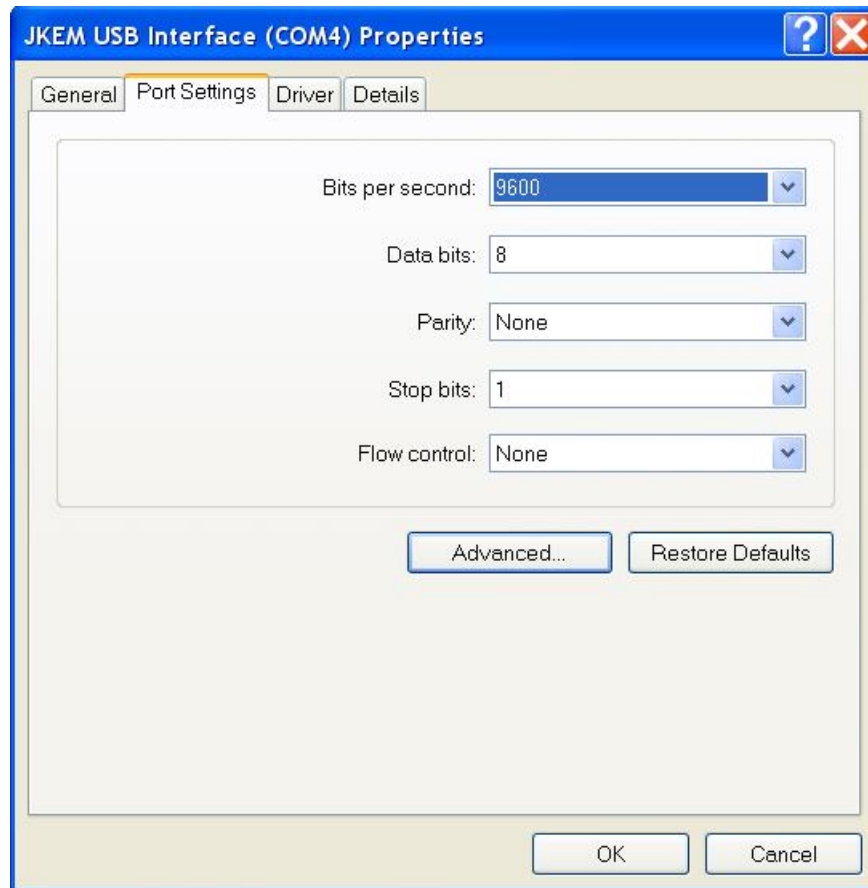 JKEM USB Interface (COM4) Properties
General Port Settings Driver Details
Bits per second: 9600
Data bits: 8
Parity: None
Stop bits: 1
Flow control: None
Advanced... Restore Defaults
OK Cancel